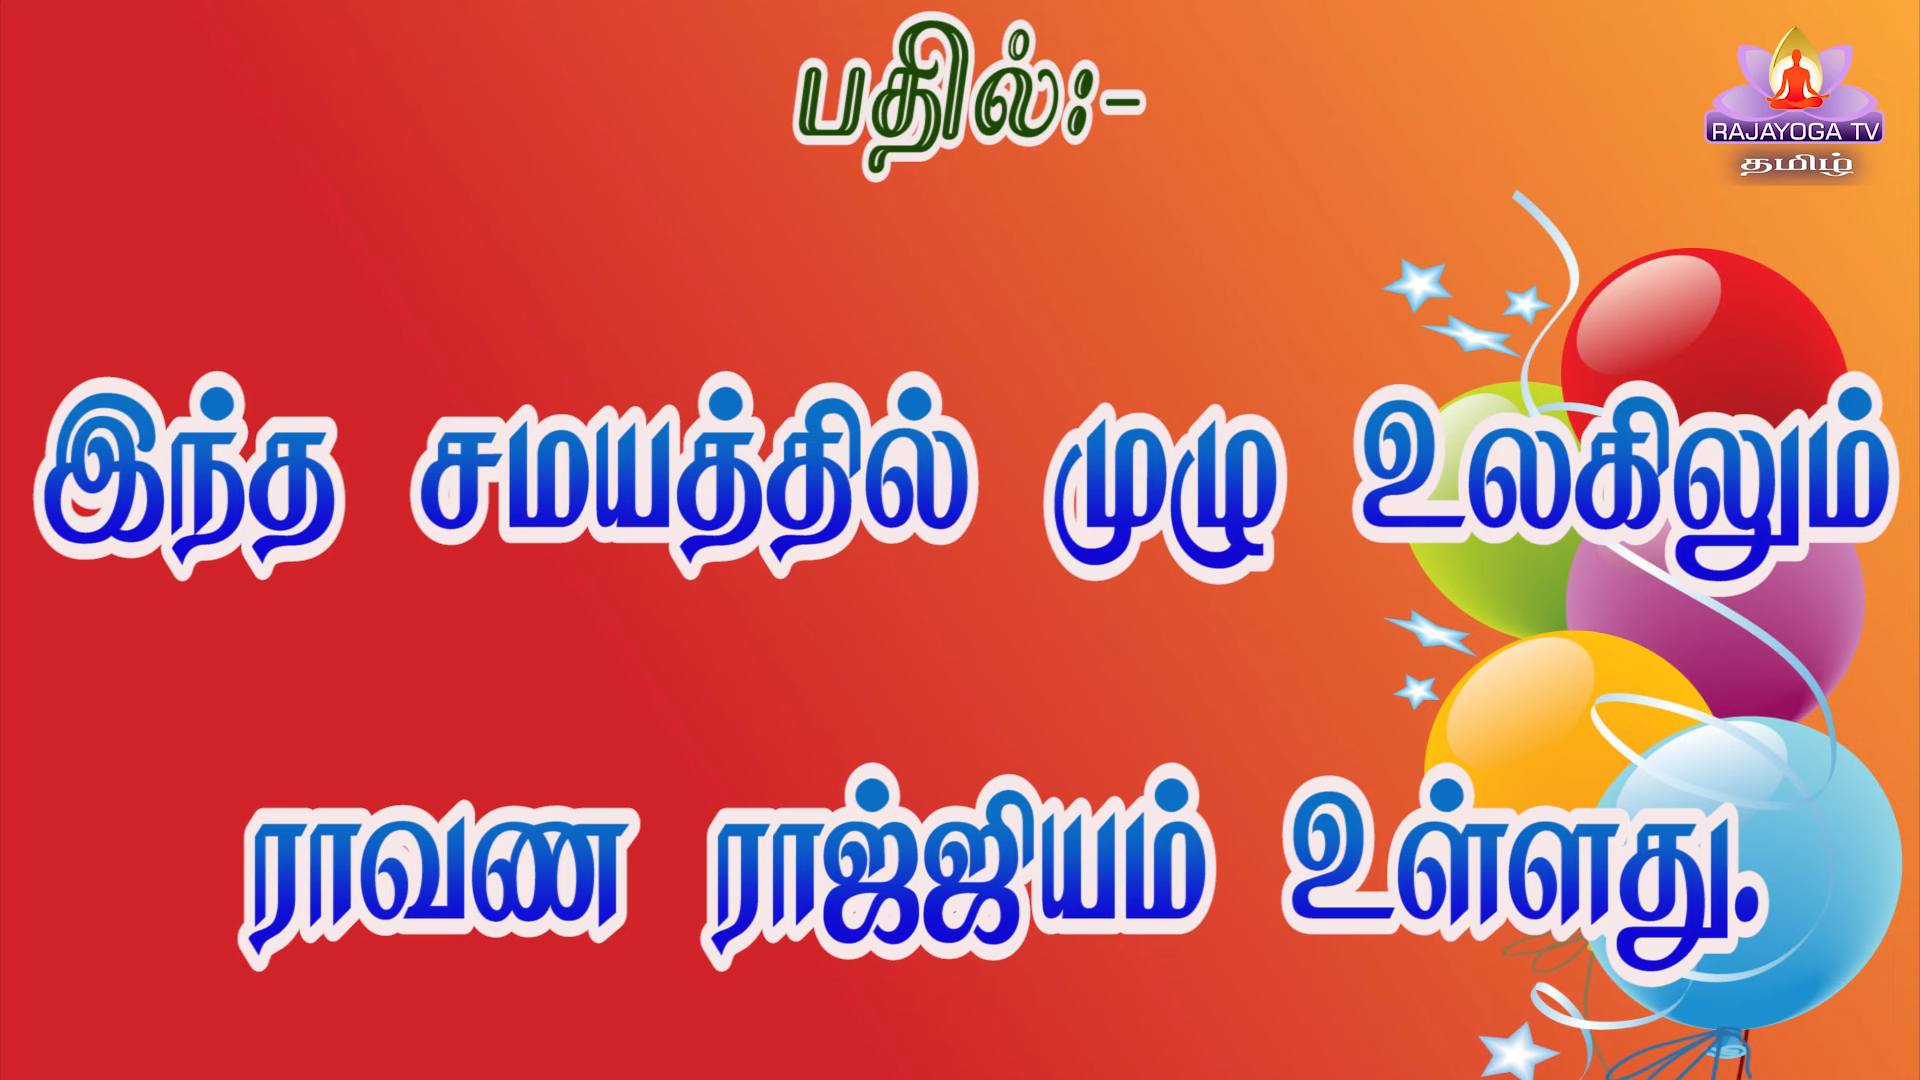 பதில்:-
RAJAYOGA TV
தமிழ்
இந்த சமயத்தில் முழு உலகிலும்
ராவண ராஜ்ஜியம் உள்ளது.